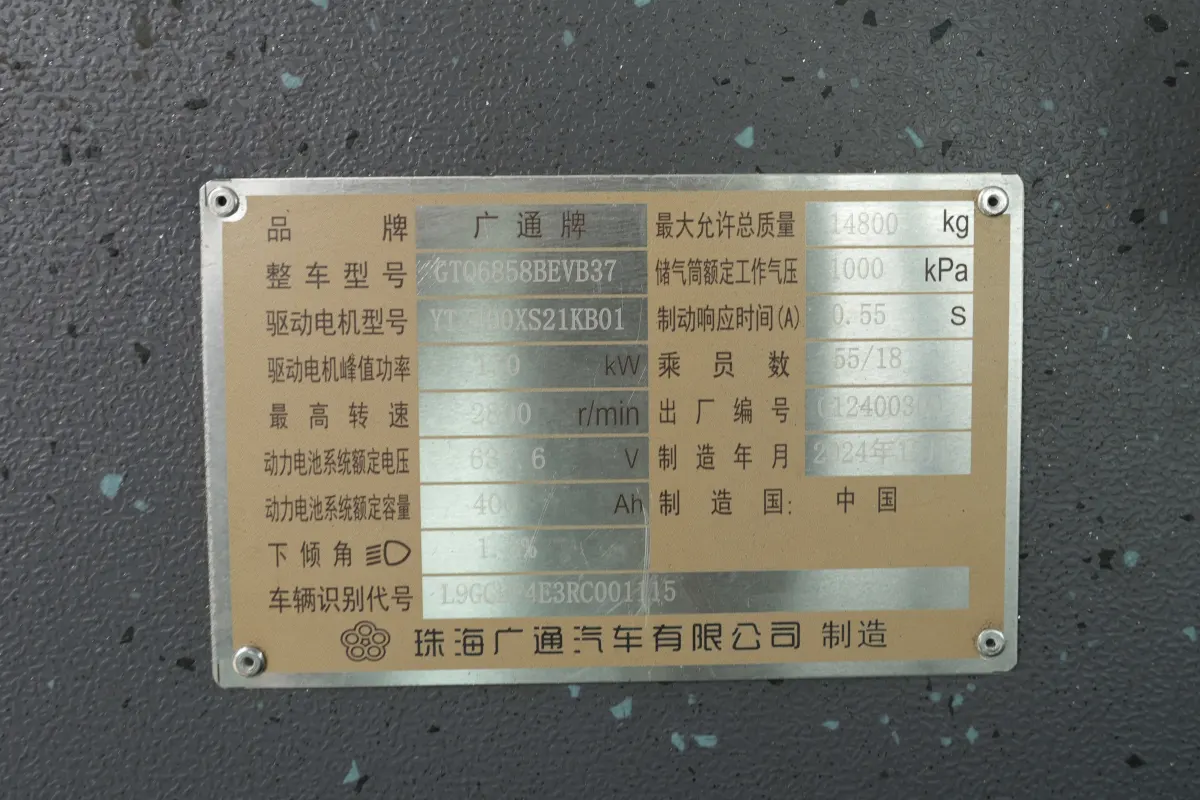 品牌 广通牌 最大允许总质量 14800 kg
整车型号 GTQ6858BEVB37 储气筒额定工作气压 1000 kPa
驱动电机型号 制动响应时间(A) 0.55 S
驱动电机峰值功率 kW 乘员数 55/18
最高转速 r/min 出厂编号
动力电池系统额定电压 V 制造年月
动力电池系统额定容量 Ah 制造国: 中国
下倾角
车辆识别代号
珠海广通汽车有限公司 制造